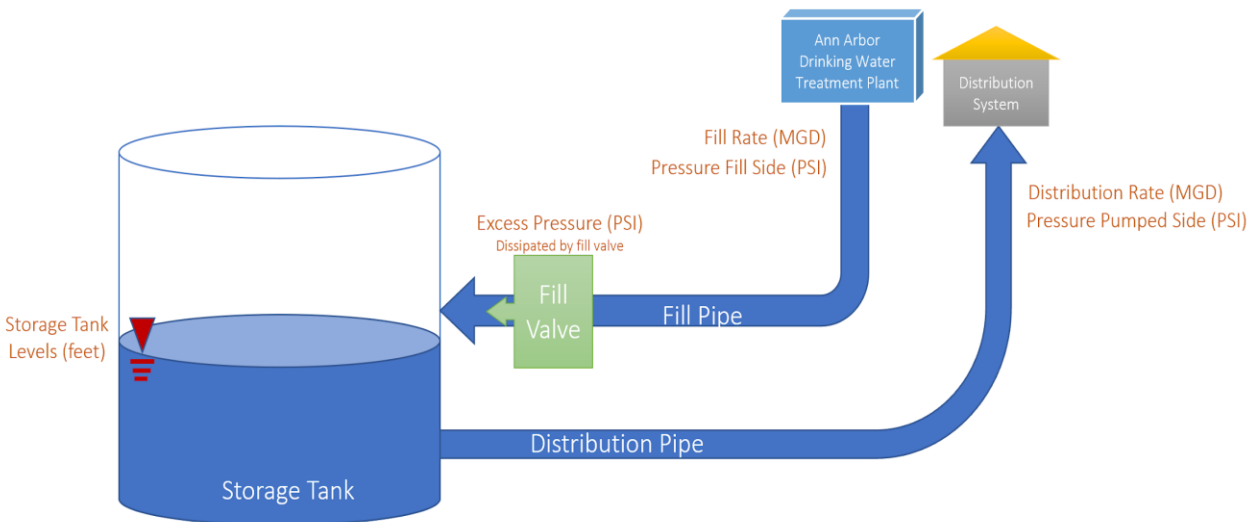 Ann Arbor
Drinking Water
Treatment Plant
Distribution
System
Fill Rate (MGD)
Pressure Fill Side (PSI)
Distribution Rate (MGD)
Pressure Pumped Side (PSI)
Excess Pressure (PSI)
Dissipated by fill valve
Fill
Valve
Fill Pipe
Storage Tank
Levels (feet)
Distribution Pipe
Storage Tank